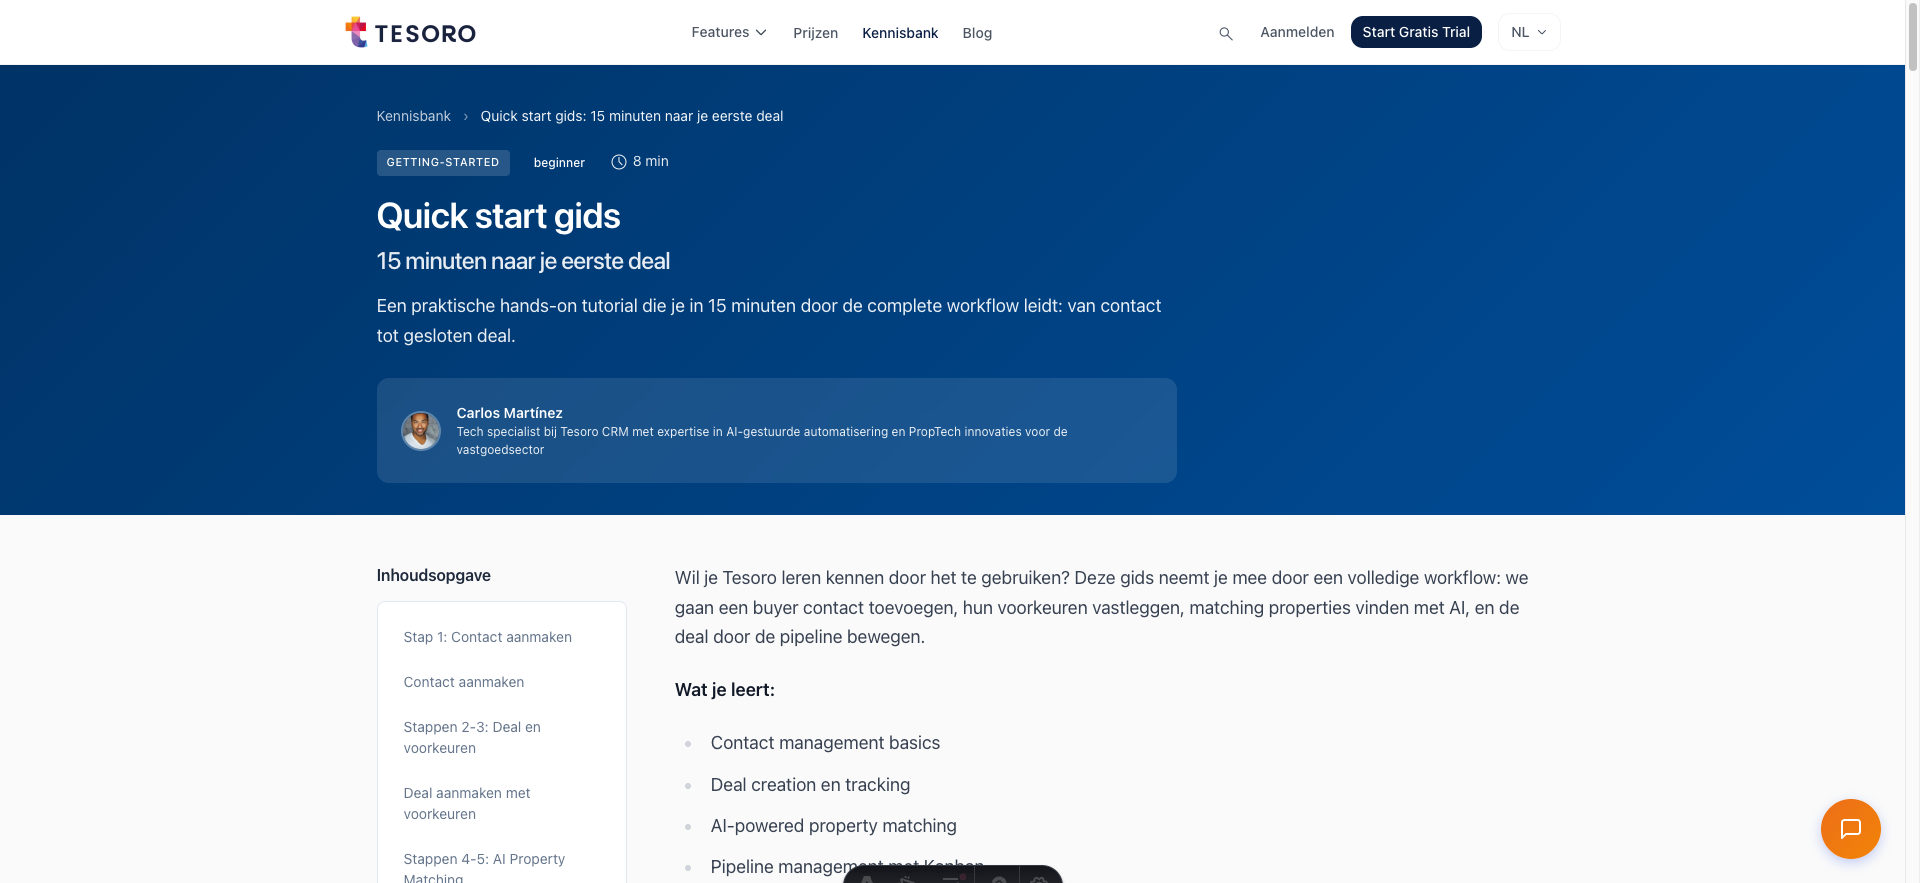 TESORO
Features
Prijzen
Kennisbank
Blog
Aanmelden
Start Gratis Trial
NL
Kennisbank › Quick start gids: 15 minuten naar je eerste deal
GETTING-STARTED
beginner
8 min
Quick start gids
15 minuten naar je eerste deal
Een praktische hands-on tutorial die je in 15 minuten door de complete workflow leidt: van contact
tot gesloten deal.
Carlos Martínez
Tech specialist bij Tesoro CRM met expertise in AI-gestuurde automatisering en PropTech innovaties voor de
vastgoedsector
Inhoudsopgave
Stap 1: Contact aanmaken
Contact aanmaken
Stappen 2-3: Deal en
voorkeuren
Deal aanmaken met
voorkeuren
Stappen 4-5: AI Property
Matching
Wil je Tesoro leren kennen door het te gebruiken? Deze gids neemt je mee door een volledige workflow: we
gaan een buyer contact toevoegen, hun voorkeuren vastleggen, matching properties vinden met AI, en de
deal door de pipeline bewegen.
Wat je leert:
Contact management basics
Deal creation en tracking
AI-powered property matching
Pipeline management met Kanban